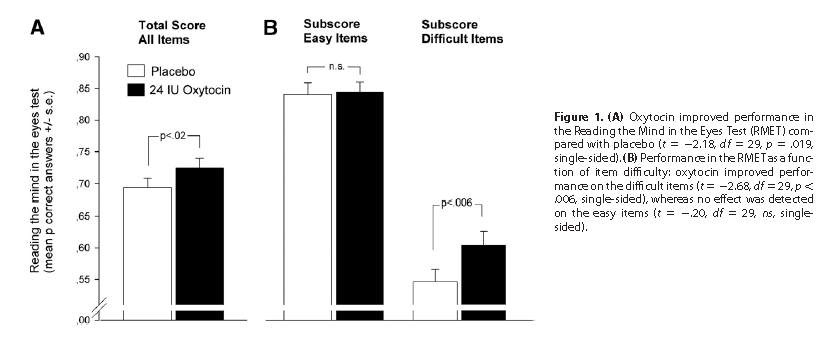 A
Total Score
All Items
B
Subscore
Easy Items
Subscore
Difficult Items
Reading the mind in the eyes test
(mean p correct answers +/- s.e.)
,90
,85
,80
,75
,70
,65
,60
,55
,00
Placebo
24 IU Oxytocin
p<.02
n.s.
p<.006
Figure 1. (A) Oxytocin improved performance in
the Reading the Mind in the Eyes Test (RMET) com-
pared with placebo (t = −2.18, df = 29, p = .019,
single-sided). (B) Performance in the RMET as a func-
tion of item difficulty: oxytocin improved perfor-
mance on the difficult items (t = −2.68, df = 29, p <
.006, single-sided), whereas no effect was detected
on the easy items (t = −.20, df = 29, ns, single-
sided).